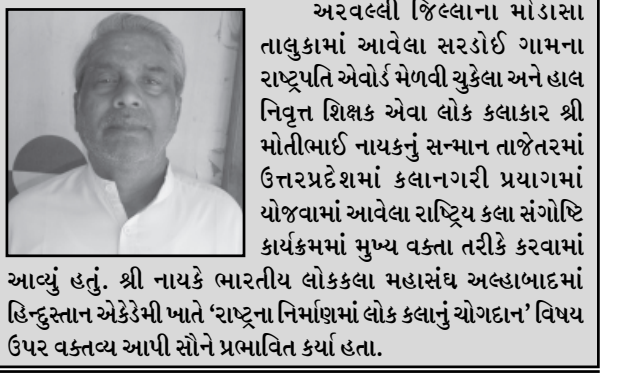 અરવલ્લી જિલ્લાના મોડાસા
તાલુકામાં આવેલા સરડોઈ ગામના
રાષ્ટ્રપતિ એવોર્ડ મેળવી ચુકેલા અને હાલ
નિવૃત્ત શિક્ષક એવા લોક કલાકાર શ્રી
મોતીભાઈ નાયકનું સન્માન તાજેતરમાં
ઉત્તરપ્રદેશમાં કલાનગરી પ્રયાગમાં
યોજવામાં આવેલા રાષ્ટ્રિય કલા સંગોષ્ટિ
કાર્યક્રમમાં મુખ્ય વક્તા તરીકે કરવામાં
આવ્યું હતું. શ્રી નાયકે ભારતીય લોકકલા મહાસંઘ અલ્હાબાદમાં
હિન્દુસ્તાન એકેડેમી ખાતે ‘રાષ્ટ્રના નિર્માણમાં લોક કલાનું યોગદાન’ વિષય
ઉપર વક્તવ્ય આપી સૌને પ્રભાવિત કર્યા હતા.